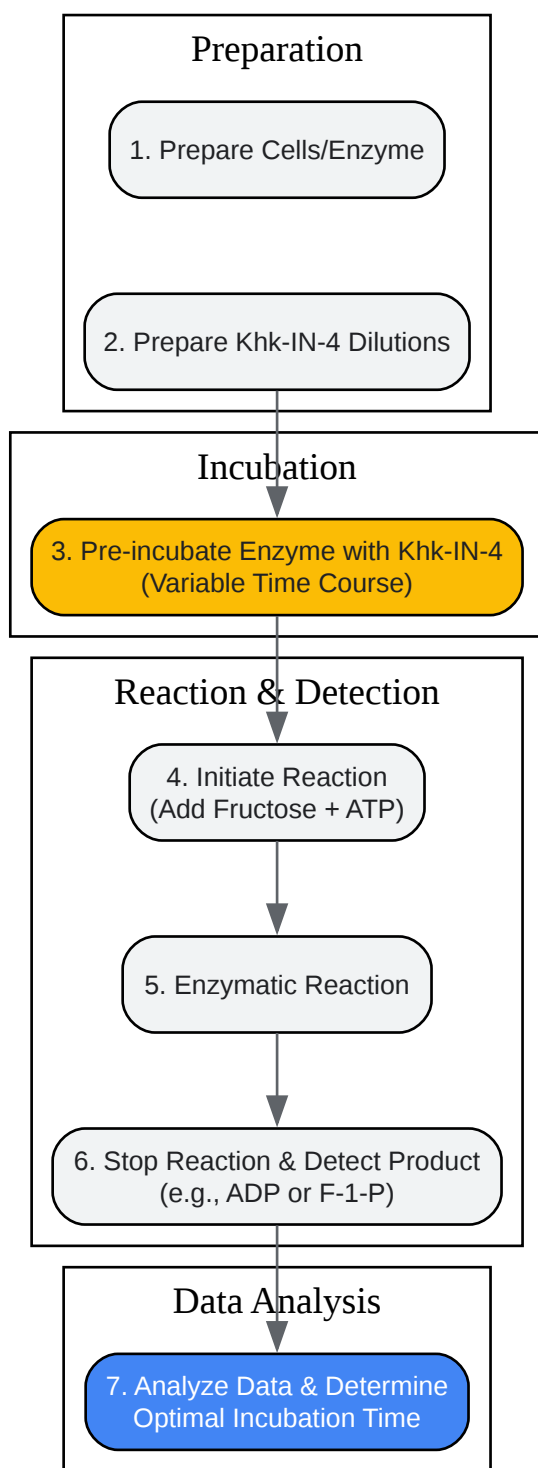 Preparation
1. Prepare Cells/Enzyme
2. Prepare Khk-IN-4 Dilutions
Incubation
3. Pre-incubate Enzyme with Khk-IN-4
(Variable Time Course)
Reaction & Detection
4. Initiate Reaction
(Add Fructose + ATP)
5. Enzymatic Reaction
6. Stop Reaction & Detect Product
(e.g., ADP or F-1-P)
Data Analysis
7. Analyze Data & Determine
Optimal Incubation Time